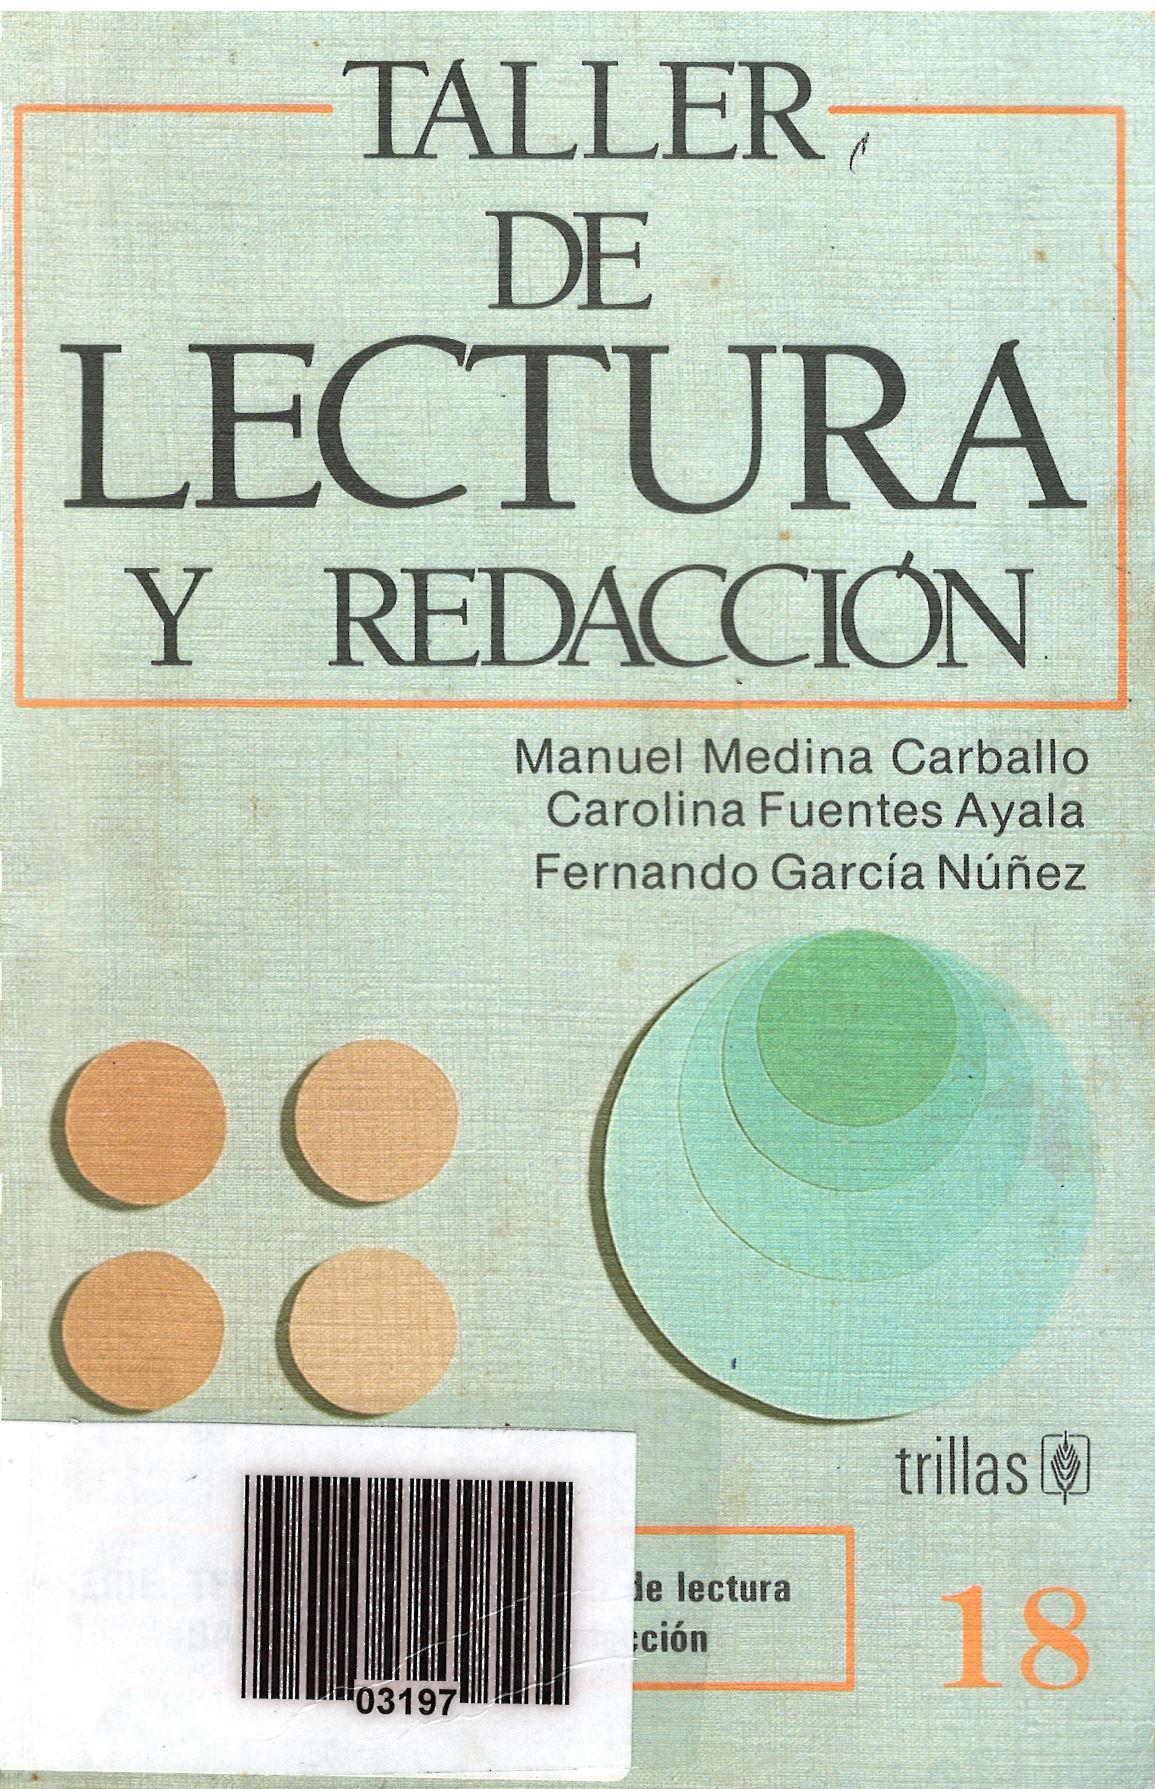 TALLER
DE
LECTURA
Y REDACCIÓN
Manuel Medina Carballo
Carolina Fuentes Ayala
Fernando García Núñez
trillas
de lectura
cción
18
03197